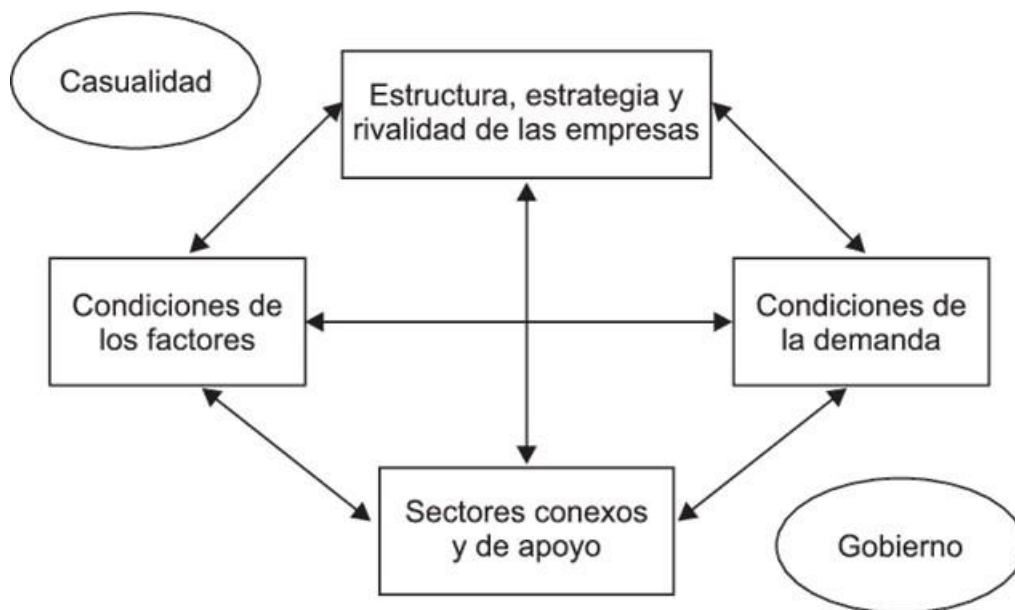 Casualidad
Estructura, estrategia y
rivalidad de las empresas
Condiciones de
los factores
Condiciones de
la demanda
Sectores conexos
y de apoyo
Gobierno